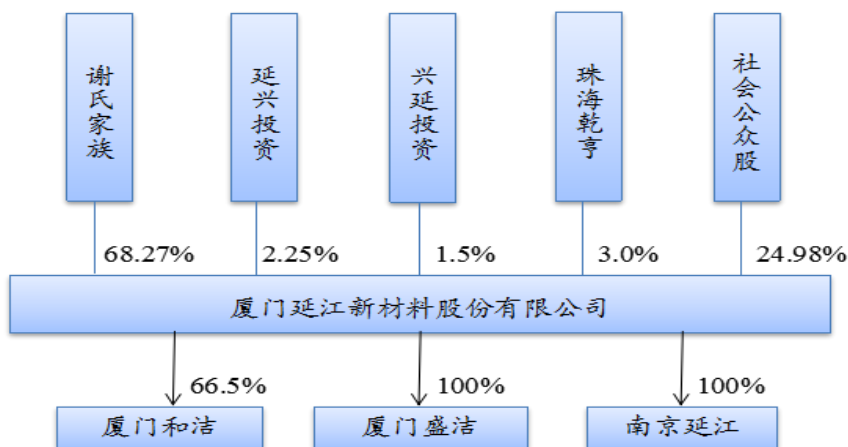 谢氏家族
延兴投资
兴延投资
珠海乾亨
社会公众股
68.27%
2.25%
1.5%
3.0%
24.98%
厦门延江新材料股份有限公司
66.5%
100%
100%
厦门和洁
厦门盛洁
南京延江